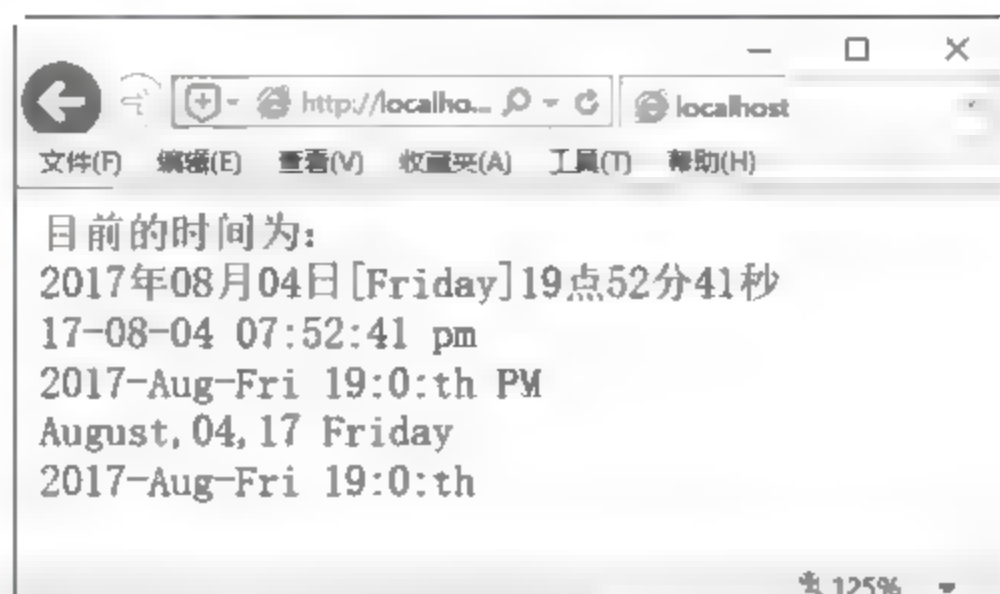 http://localho...
localhost
文件(F) 编辑(E) 查看(V) 收藏夹(A) 工具(T) 帮助(H)
目前的时间为:
2017年08月04日[Friday]19点52分41秒
17-08-04 07:52:41 pm
2017-Aug-Fri 19:0:th PM
August,04,17 Friday
2017-Aug-Fri 19:0:th
125%